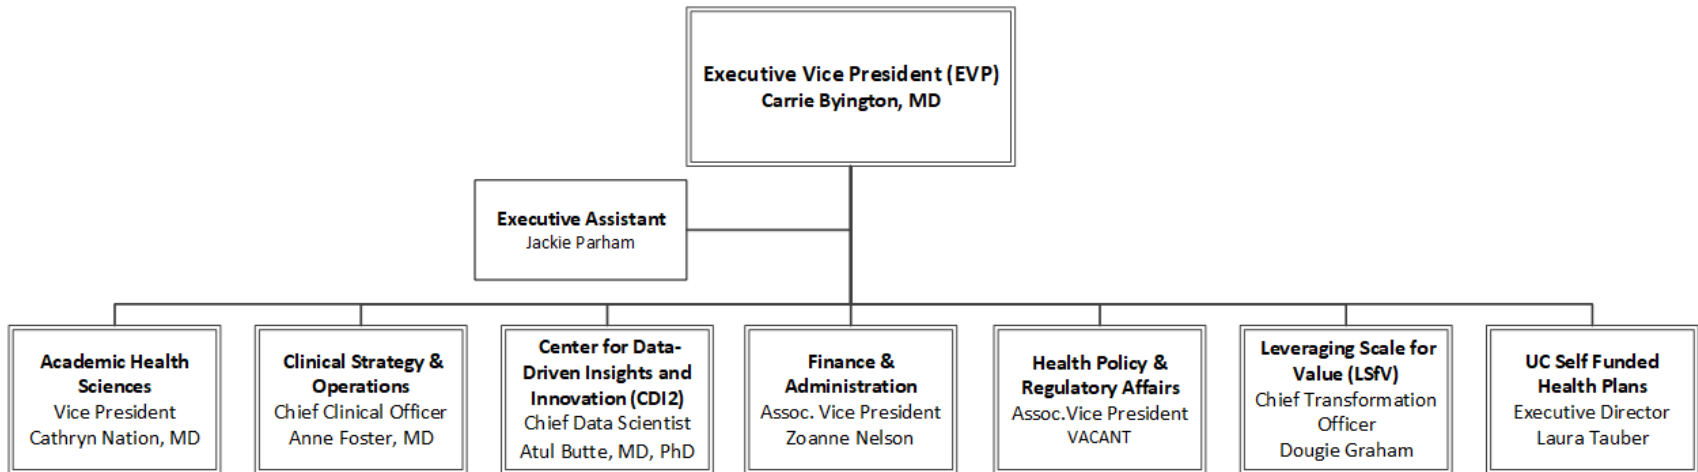 Executive Vice President (EVP)
Carrie Byington, MD
Executive Assistant
Jackie Parham
Academic Health
Sciences
Vice President
Cathryn Nation, MD
Clinical Strategy &
Operations
Chief Clinical Officer
Anne Foster, MD
Center for Data-
Driven Insights and
Innovation (CDI2)
Chief Data Scientist
Atul Butte, MD, PhD
Finance &
Administration
Assoc. Vice President
Zoanne Nelson
Health Policy &
Regulatory Affairs
Assoc.Vice President
VACANT
Leveraging Scale for
Value (LSfV)
Chief Transformation
Officer
Dougie Graham
UC Self Funded
Health Plans
Executive Director
Laura Tauber